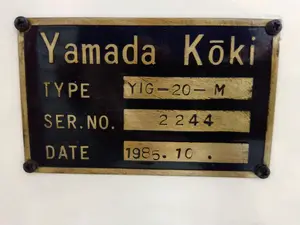 Yamada Kōki
TYPE YIG-20-M
SER.NO. 2244
DATE 1985.10.